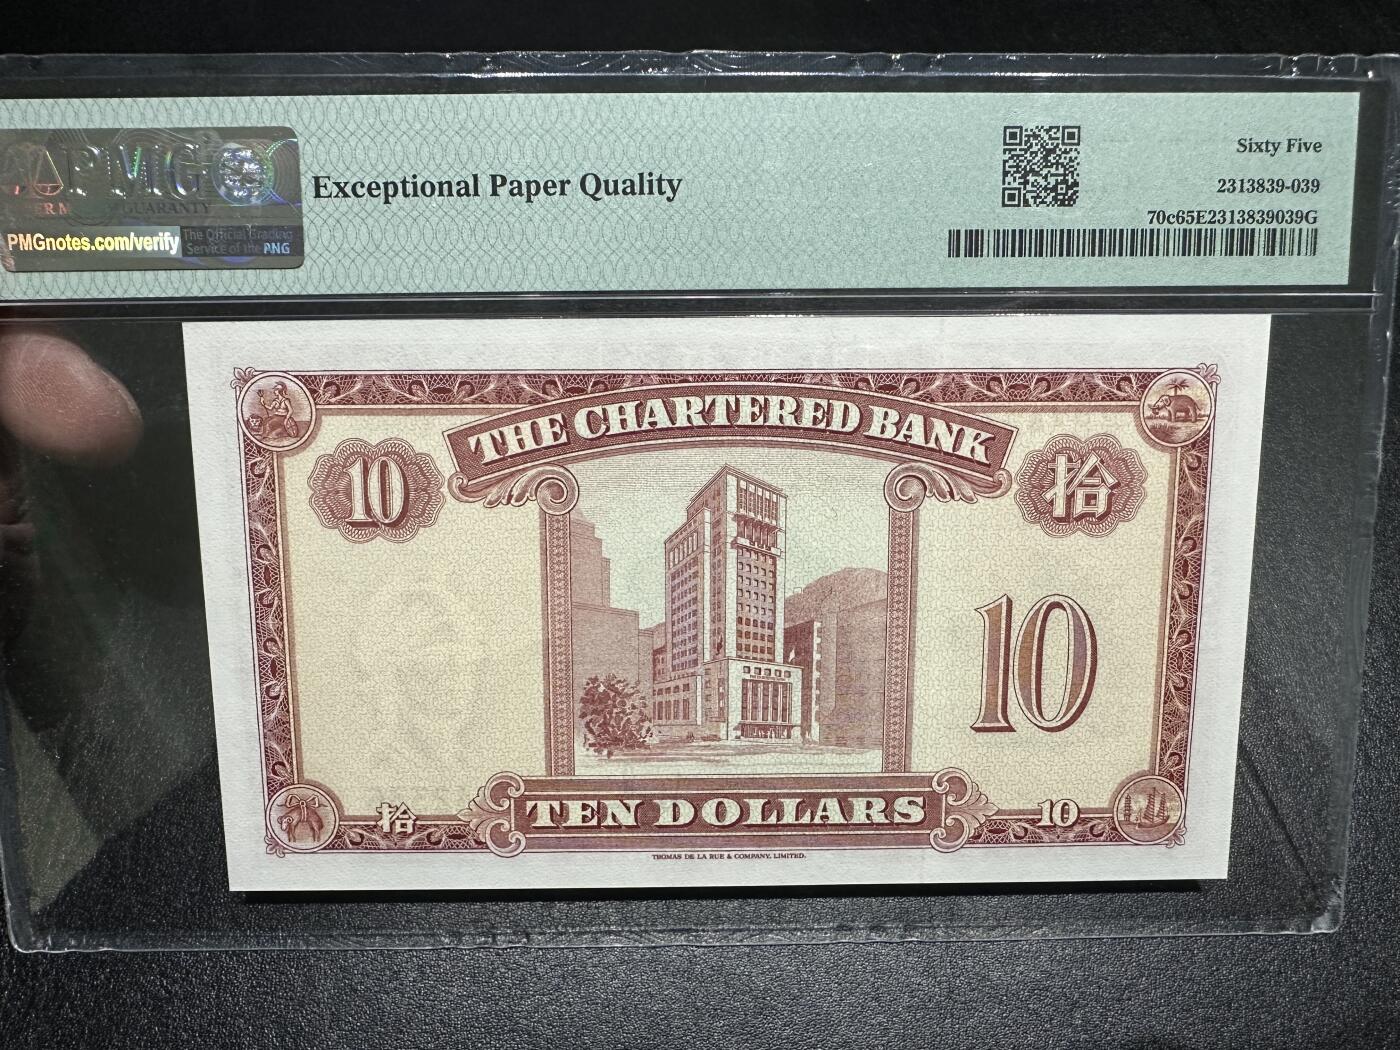 PMG
GUARANTY
PMGnotes.com/verify
The Official Grading
Service of the PNG
Exceptional Paper Quality
Sixty Five
2313839-039
70c65E2313839039G
THE CHARTERED BANK
10
拾
10
拾
TEN DOLLARS
10
THOMAS DE LA RUE & COMPANY, LIMITED.